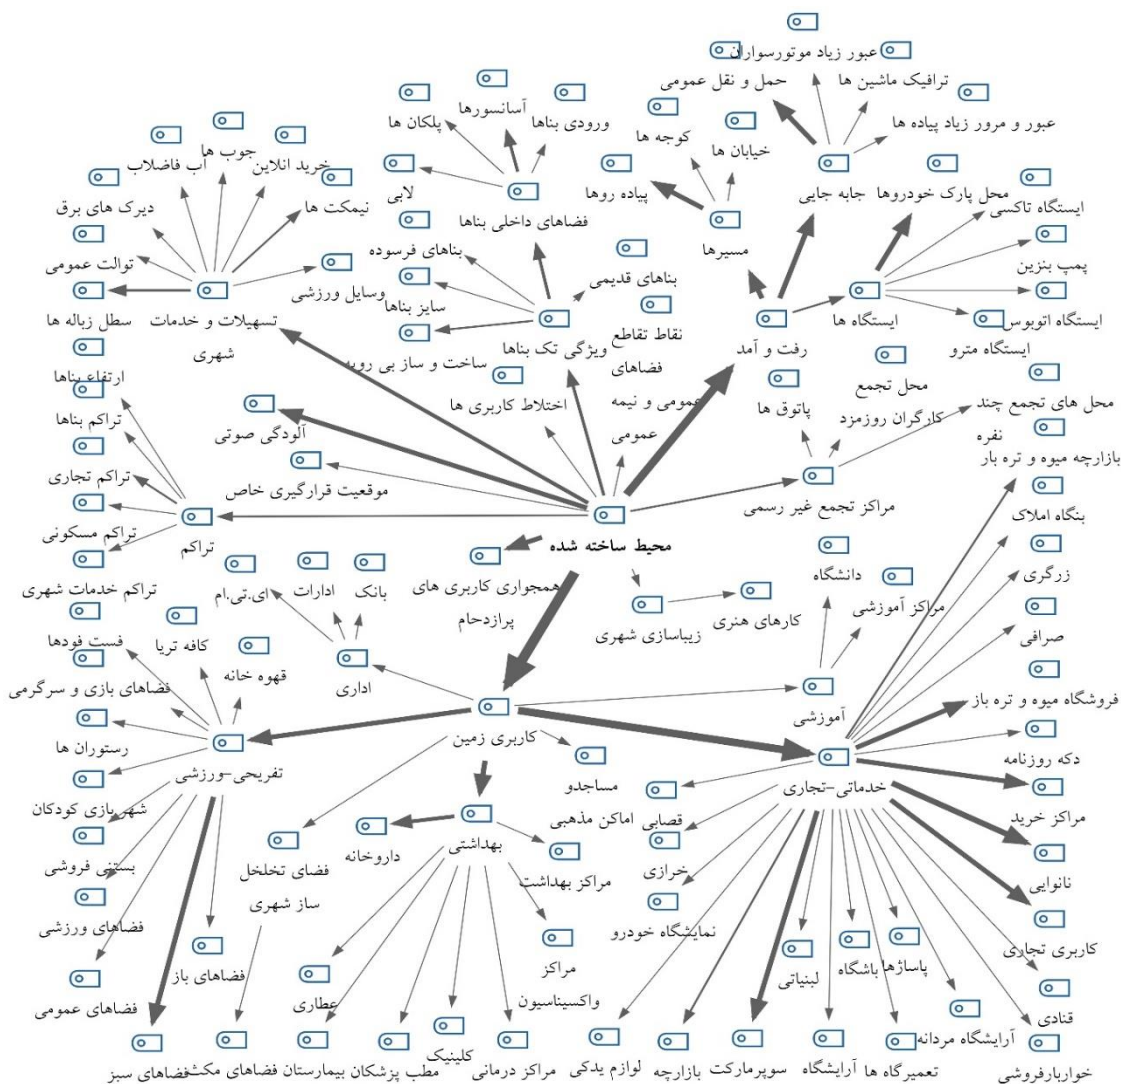 عبور زیاد موتورسواران
حمل و نقل عمومی
ترافیک ماشین ها
عبور و مرور زیاد پیاده ها
جابه جایی
کوجه ها
خیابان ها
پیاده روها
مسیرها
محل پارک خودروها
ایستگاه تاکسی
پمپ بنزین
ایستگاه اتوبوس
ایستگاه مترو
ایستگاه ها
رفت و آمد
آسانسورها
ورودی بناها
پلکان ها
لابی
فضاهای داخلی بناها
بناهای فرسوده
بناهای قدیمی
سایز بناها
ساخت و ساز بی رویه
ویژگی تک بناها
نقاط تقاطع
فضاهای
عمومی و نیمه
عمومی
اختلاط کاربری ها
جوب ها
آب فاضلاب
خرید انلاین
دیرک های برق
نیمکت ها
توالت عمومی
وسایل ورزشی
سطل زباله ها
تسهیلات و خدمات
شهری
ارتفاع بناها
تراکم بناها
تراکم تجاری
تراکم مسکونی
تراکم خدمات شهری
تراکم
آلودگی صوتی
موقعیت قرارگیری خاص
محل تجمع
کارگران روزمزد
پاتوق ها
محل های تجمع چند
نفره
مراکز تجمع غیر رسمی
محیط ساخته شده
همجواری کاربری های
پرازدحام
زیباسازی شهری
کارهای هنری
بانک
ادارات
ای.تی.ام
اداری
دانشگاه
مراکز آموزشی
آموزشی
کاربری زمین
مساجدو
اماکن مذهبی
فست فودها
کافه تریا
قهوه خانه
فضاهای بازی و سرگرمی
رستوران ها
تفریحی-ورزشی
شهر بازی کودکان
بستنی فروشی
فضاهای ورزشی
فضاهای عمومی
فضاهای باز
فضاهای سبز
فضای تخلخل
ساز شهری
فضاهای مکث
بهداشتی
داروخانه
مراکز بهداشت
مراکز
واکسیناسیون
عطاری
بیمارستان
مطب پزشکان
کلینیک
مراکز درمانی
خدماتی-تجاری
بازارچه میوه و تره بار
بنگاه املاک
زرگری
صرافی
فروشگاه میوه و تره باز
دکه روزنامه
مراکز خرید
نانوایی
کاربری تجاری
قنادی
خواربارفروشی
آرایشگاه مردانه
پاساژها
تعمیرگاه ها
باشگاه
آرایشگاه
لبنیاتی
سوپرمارکت
بازارچه
لوازم یدکی
نمایشگاه خودرو
خرازی
قصابی